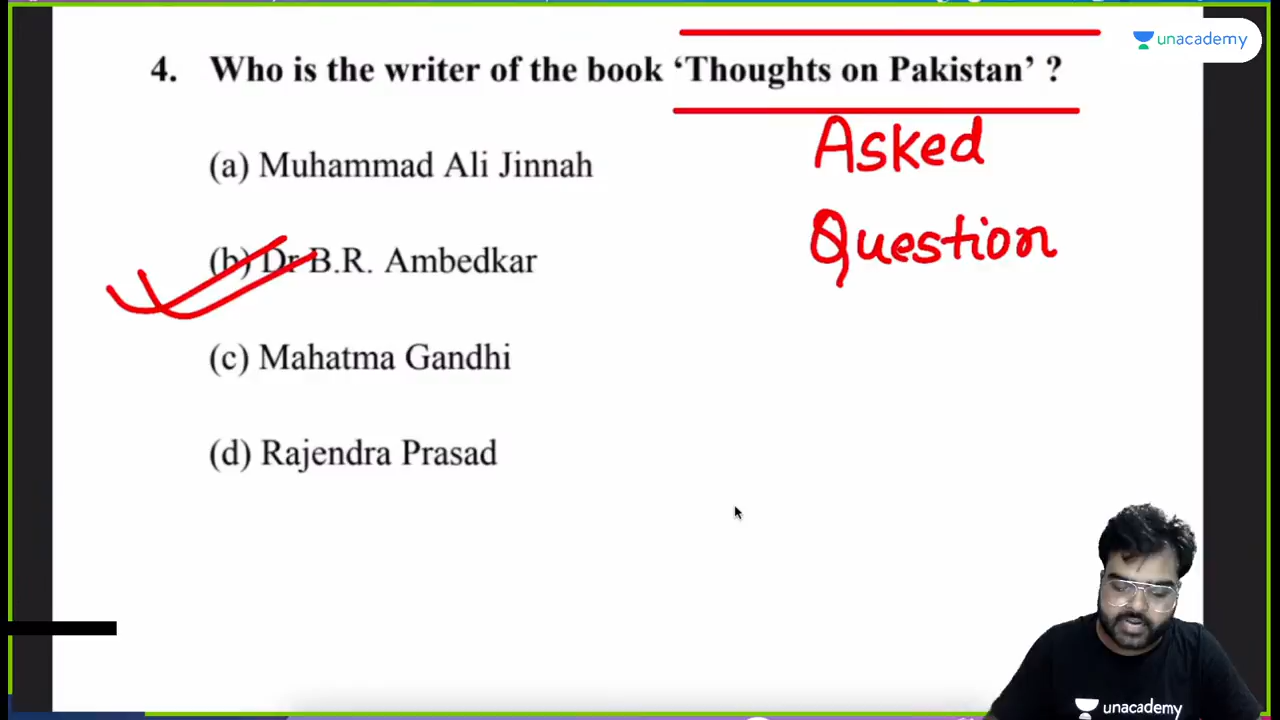 unacademy
4. Who is the writer of the book ‘Thoughts on Pakistan’ ?
Asked
Question
(a) Muhammad Ali Jinnah
(b) Dr B.R. Ambedkar
(c) Mahatma Gandhi
(d) Rajendra Prasad
unacademy